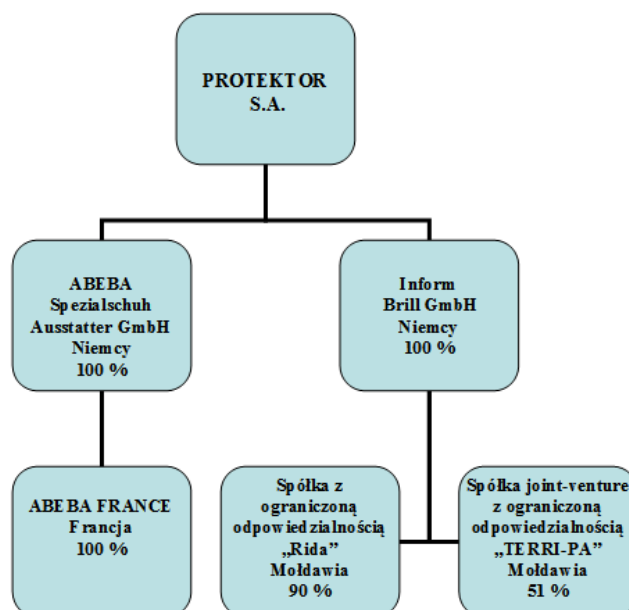 PROTEKTOR
S.A.
ABEBA
Spezialschuh
Ausstatter GmbH
Niemcy
100 %
Inform
Brill GmbH
Niemcy
100 %
ABEBA FRANCE
Francja
100 %
Spółka z
ograniczoną
odpowiedzialnością
„Rida”
Mołdawia
90 %
Spółka joint-venture
z ograniczoną
odpowiedzialnością
„TERRI-PA”
Mołdawia
51 %